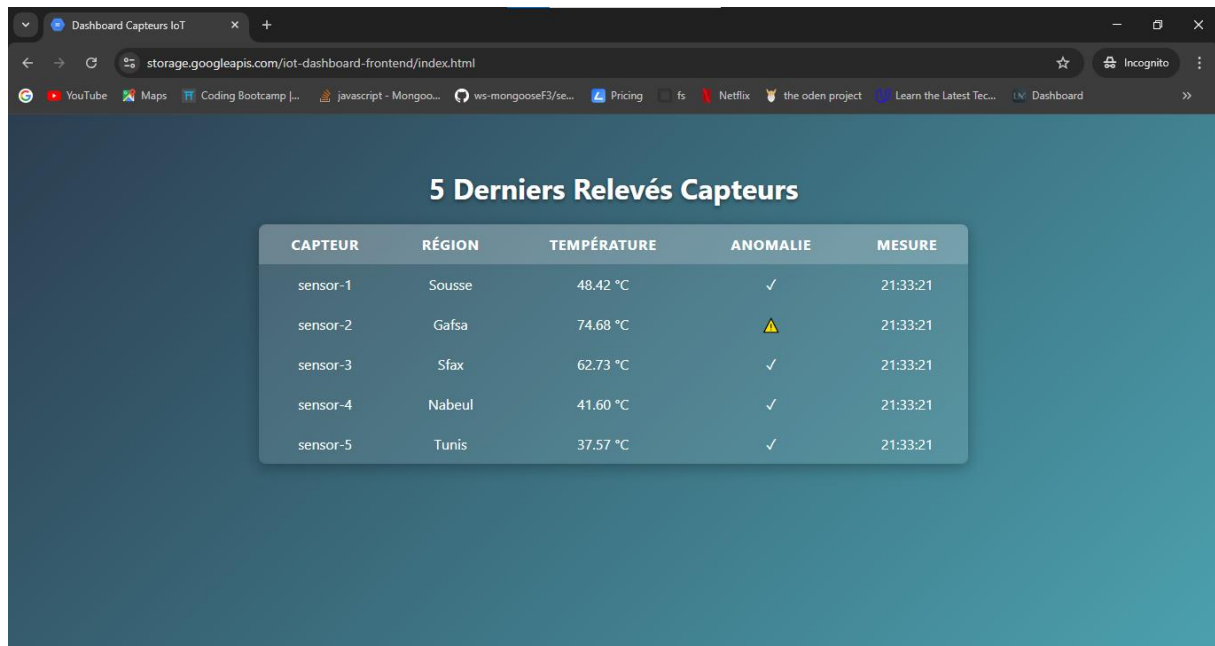 Dashboard Capteurs IoT
storage.googleapis.com/iot-dashboard-frontend/index.html Incognito
YouTube Maps Coding Bootcamp |... javascript - Mongoo... ws-mongooseF3/se... Pricing fs Netflix the oden project Learn the Latest Tec... Dashboard
5 Derniers Relevés Capteurs
CAPTEUR RÉGION TEMPÉRATURE ANOMALIE MESURE
sensor-1 Sousse 48.42 °C ✓ 21:33:21
sensor-2 Gafsa 74.68 °C ⚠ 21:33:21
sensor-3 Sfax 62.73 °C ✓ 21:33:21
sensor-4 Nabeul 41.60 °C ✓ 21:33:21
sensor-5 Tunis 37.57 °C ✓ 21:33:21